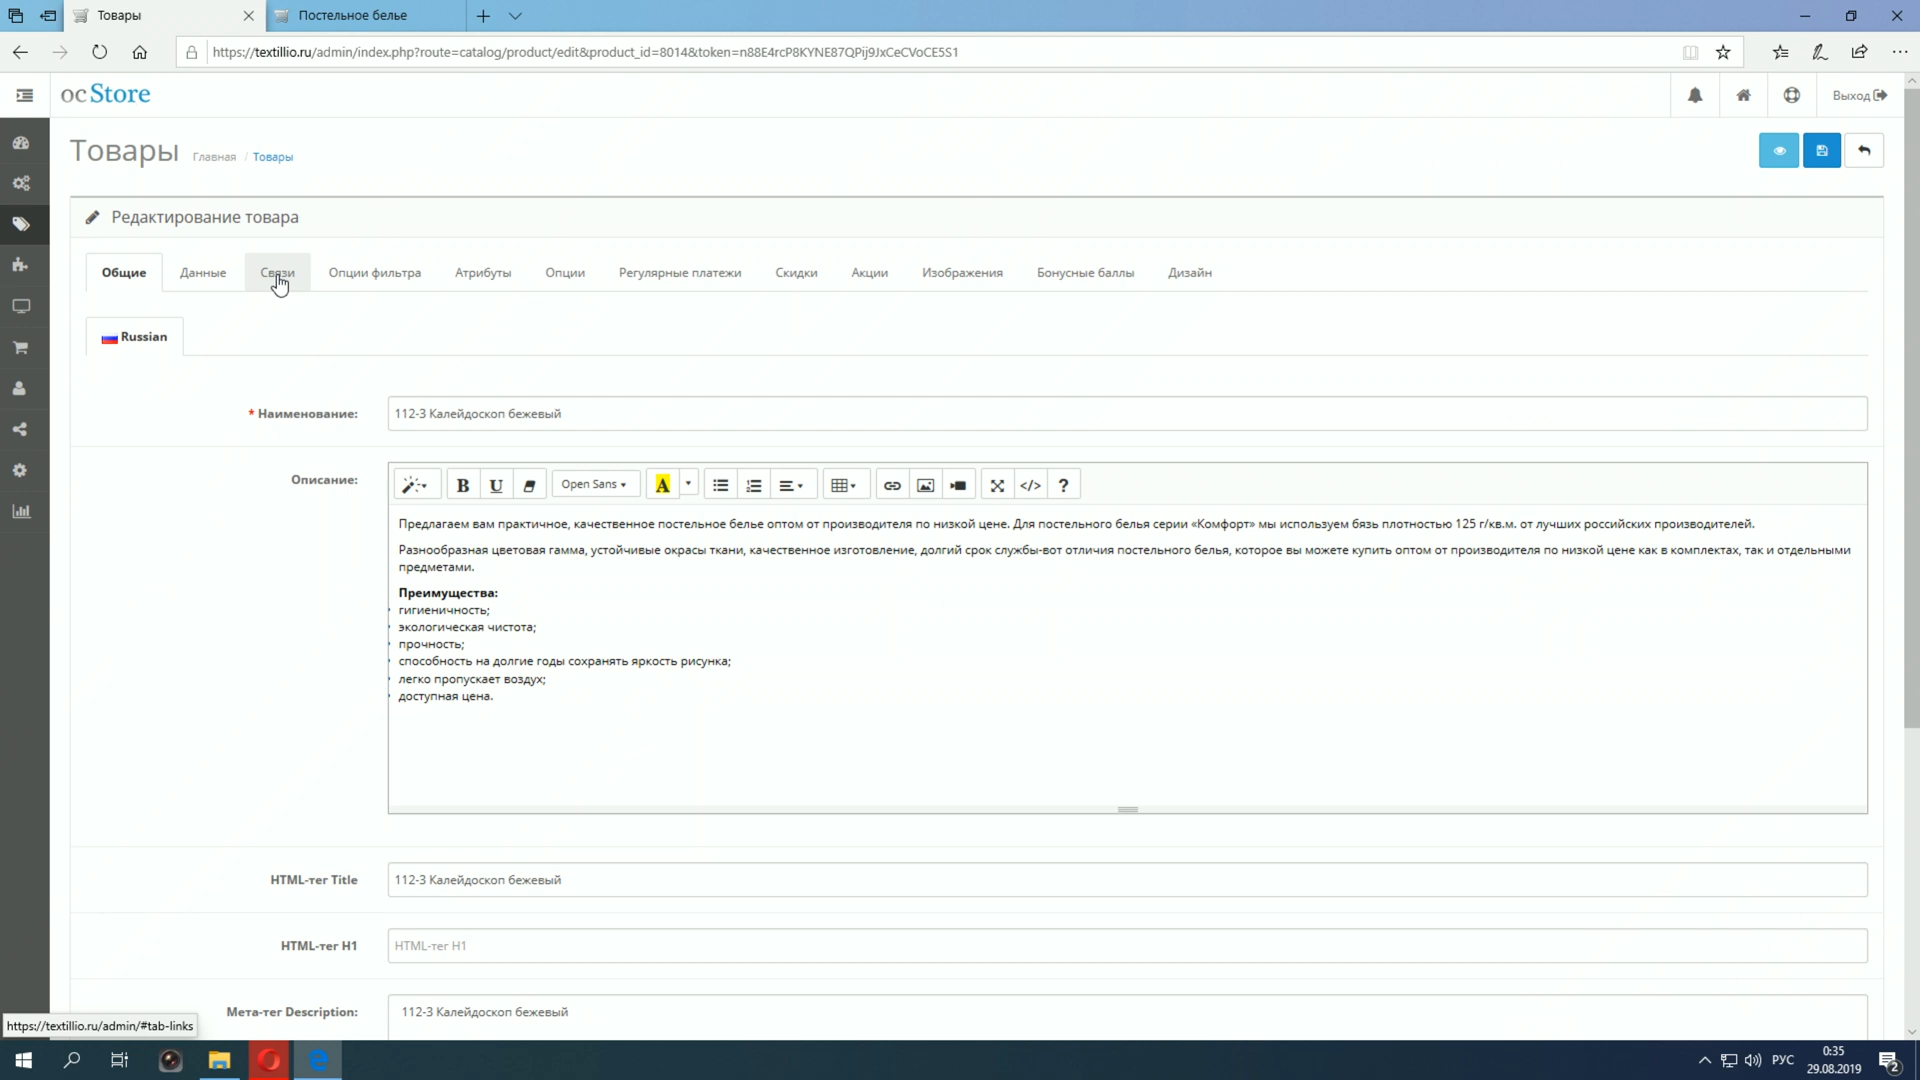 Товары
Постельное белье
https://textillio.ru/admin/index.php?route=catalog/product/edit&product_id=8014&token=n88E4rcP8KYNE87QPij9JxCeCVoCE5S1
ocStore
Выход
Товары
Главная / Товары
Редактирование товара
Общие Данные Связи Опции фильтра Атрибуты Опции Регулярные платежи Скидки Акции Изображения Бонусные баллы Дизайн
Russian
* Наименование: 112-3 Калейдоскоп бежевый
Описание:
B U Open Sans A </> ?
Предлагаем вам практичное, качественное постельное белье оптом от производителя по низкой цене. Для постельного белья серии «Комфорт» мы используем бязь плотностью 125 г/кв.м. от лучших российских производителей.
Разнообразная цветовая гамма, устойчивые окрасы ткани, качественное изготовление, долгий срок службы-вот отличия постельного белья, которое вы можете купить оптом от производителя по низкой цене как в комплектах, так и отдельными
предметами.
Преимущества:
гигиеничность;
экологическая чистота;
прочность;
способность на долгие годы сохранять яркость рисунка;
легко пропускает воздух;
доступная цена.
HTML-тег Title 112-3 Калейдоскоп бежевый
HTML-тег H1 HTML-тег H1
Мета-тег Description: 112-3 Калейдоскоп бежевый
https://textillio.ru/admin/#tab-links
РУС
0:35
29.08.2019
2